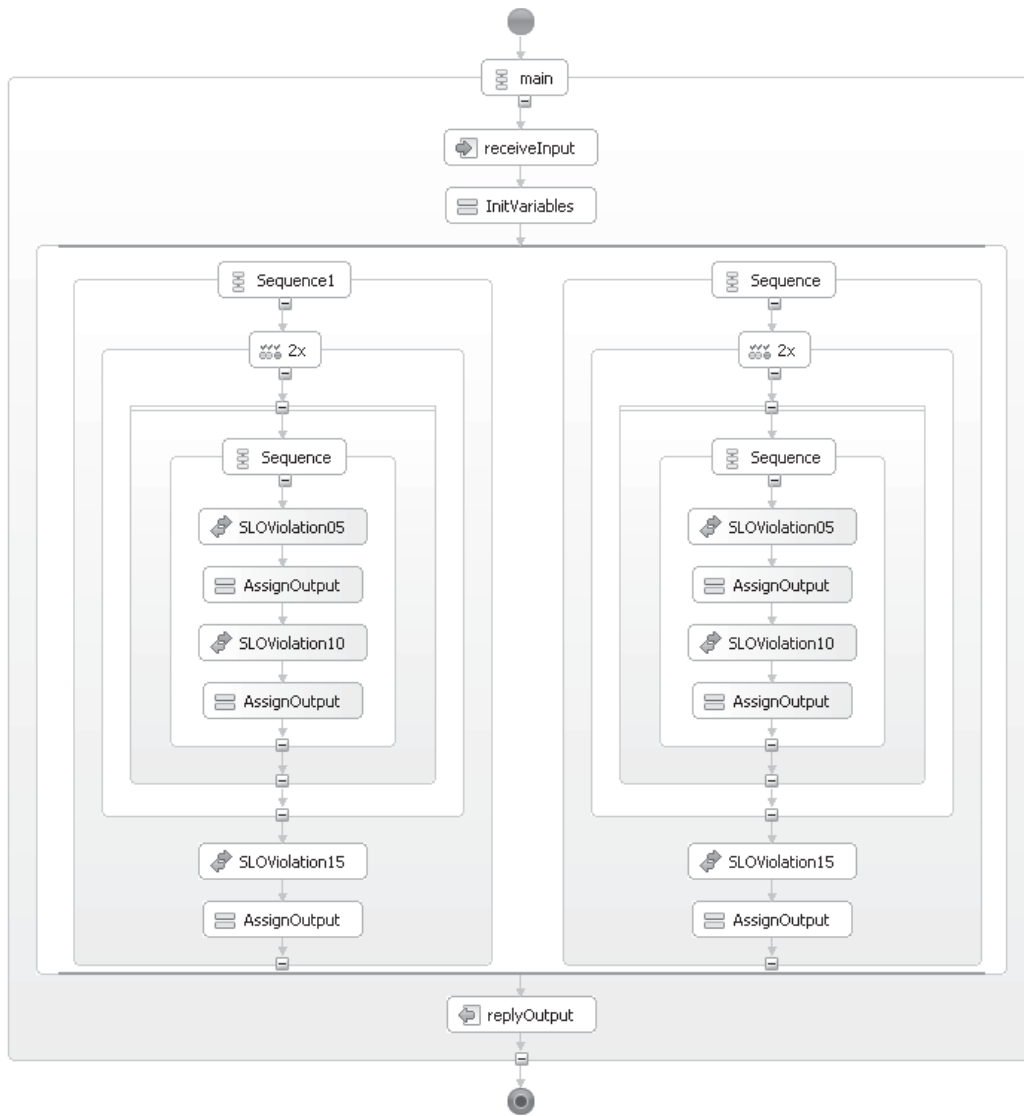 main
receiveInput
InitVariables
Sequence1
2x
Sequence
SLOViolation05
AssignOutput
SLOViolation10
AssignOutput
SLOViolation15
AssignOutput
Sequence
2x
Sequence
SLOViolation05
AssignOutput
SLOViolation10
AssignOutput
SLOViolation15
AssignOutput
replyOutput